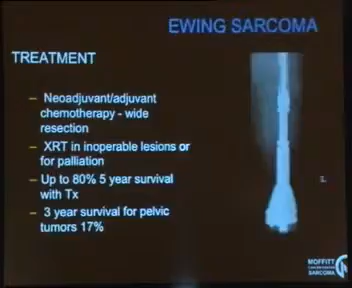 EWING SARCOMA
TREATMENT
– Neoadjuvant/adjuvant
chemotherapy - wide
resection
– XRT in inoperable lesions or
for palliation
– Up to 80% 5 year survival
with Tx
– 3 year survival for pelvic
tumors 17%
MOFFITT
SARCOMA